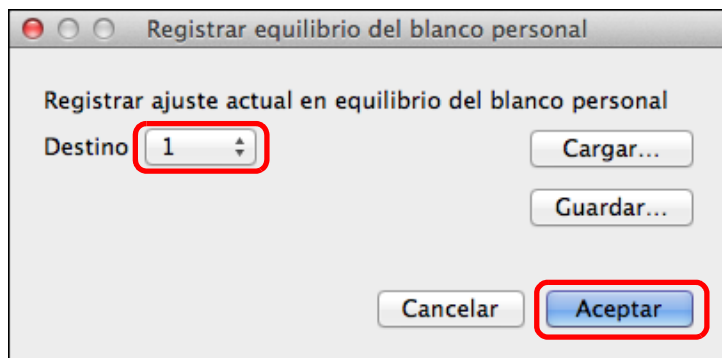 Registrar equilibrio del blanco personal
Registrar ajuste actual en equilibrio del blanco personal
Destino 1 Cargar...
Guardar...
Cancelar Aceptar